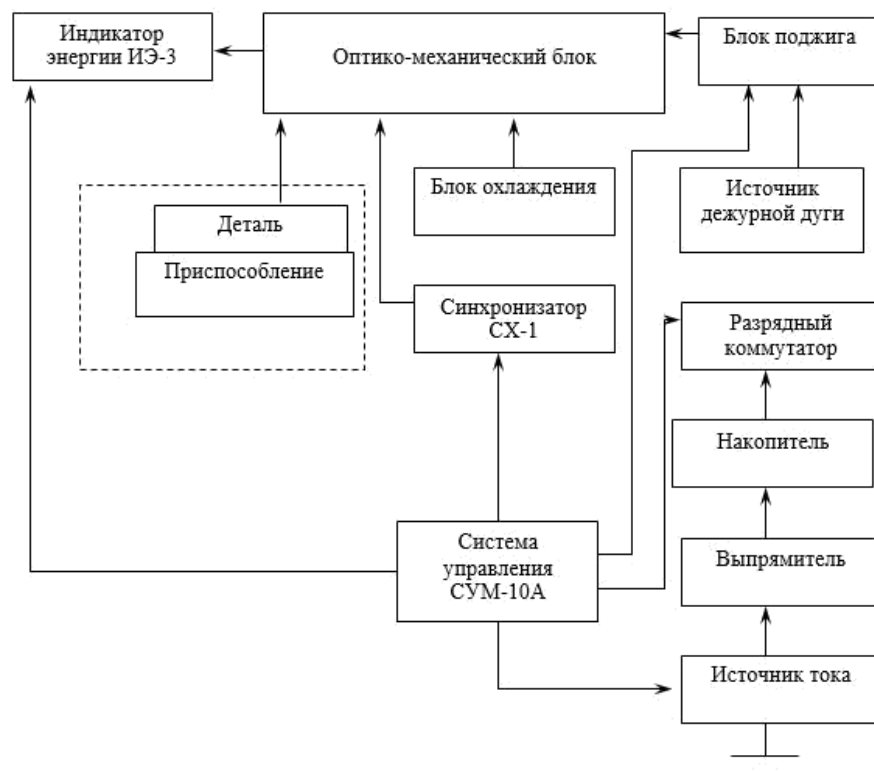 Индикатор
энергии ИЭ-3
Оптико-механический блок
Блок поджига
Блок охлаждения
Источник
дежурной дуги
Деталь
Приспособление
Синхронизатор
СХ-1
Разрядный
коммутатор
Накопитель
Система
управления
СУМ-10А
Выпрямитель
Источник тока